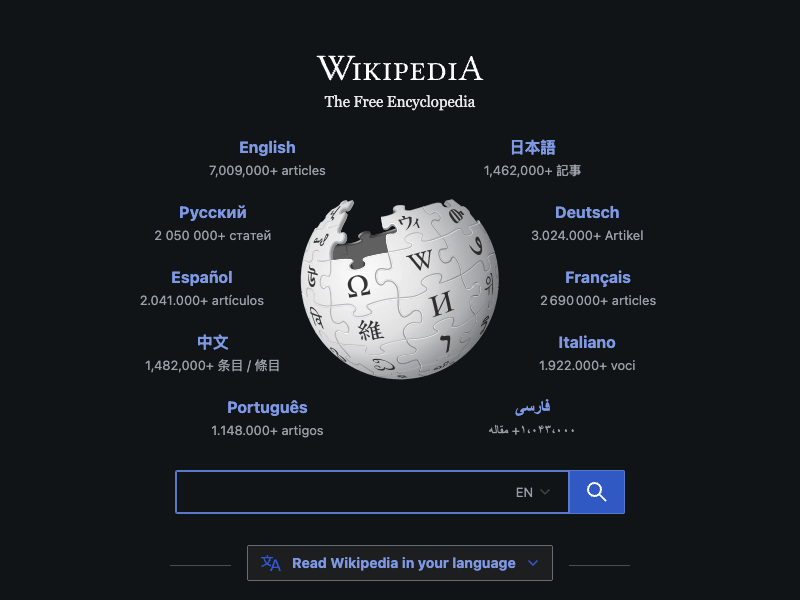 WIKIPEDIA
The Free Encyclopedia
English
7,009,000+ articles
日本語
1,462,000+ 記事
Русский
2 050 000+ статей
Deutsch
3.024.000+ Artikel
Español
2.041.000+ artículos
Français
2 690 000+ articles
中文
1,482,000+ 条目 / 條目
Italiano
1.922.000+ voci
Português
1.148.000+ artigos
فارسی
۱٬۰۴۳٬۰۰۰+ مقاله
ウィ
W
Ω
И
維
EN
Read Wikipedia in your language